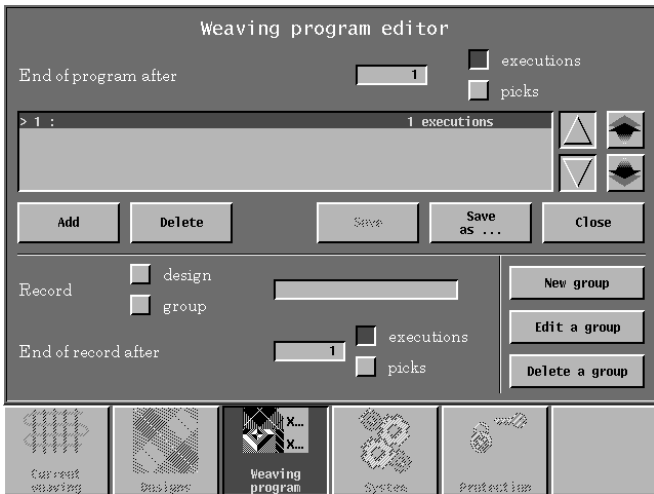 Weaving program editor
End of program after 1 executions
picks
> 1 : 1 executions
Add Delete Save Save as ... Close
Record design
group
New group
Edit a group
Delete a group
End of record after 1 executions
picks
Current weaving Designs Weaving program System Protection
X...
X...